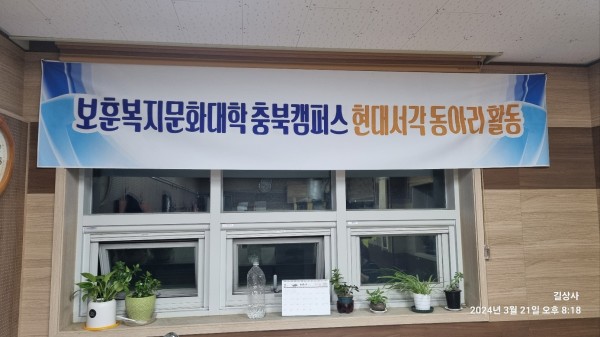 보훈복지문화대학 충북캠퍼스 현대서각 동아리 활동
길상사
2024년 3월 21일 오후 8:18